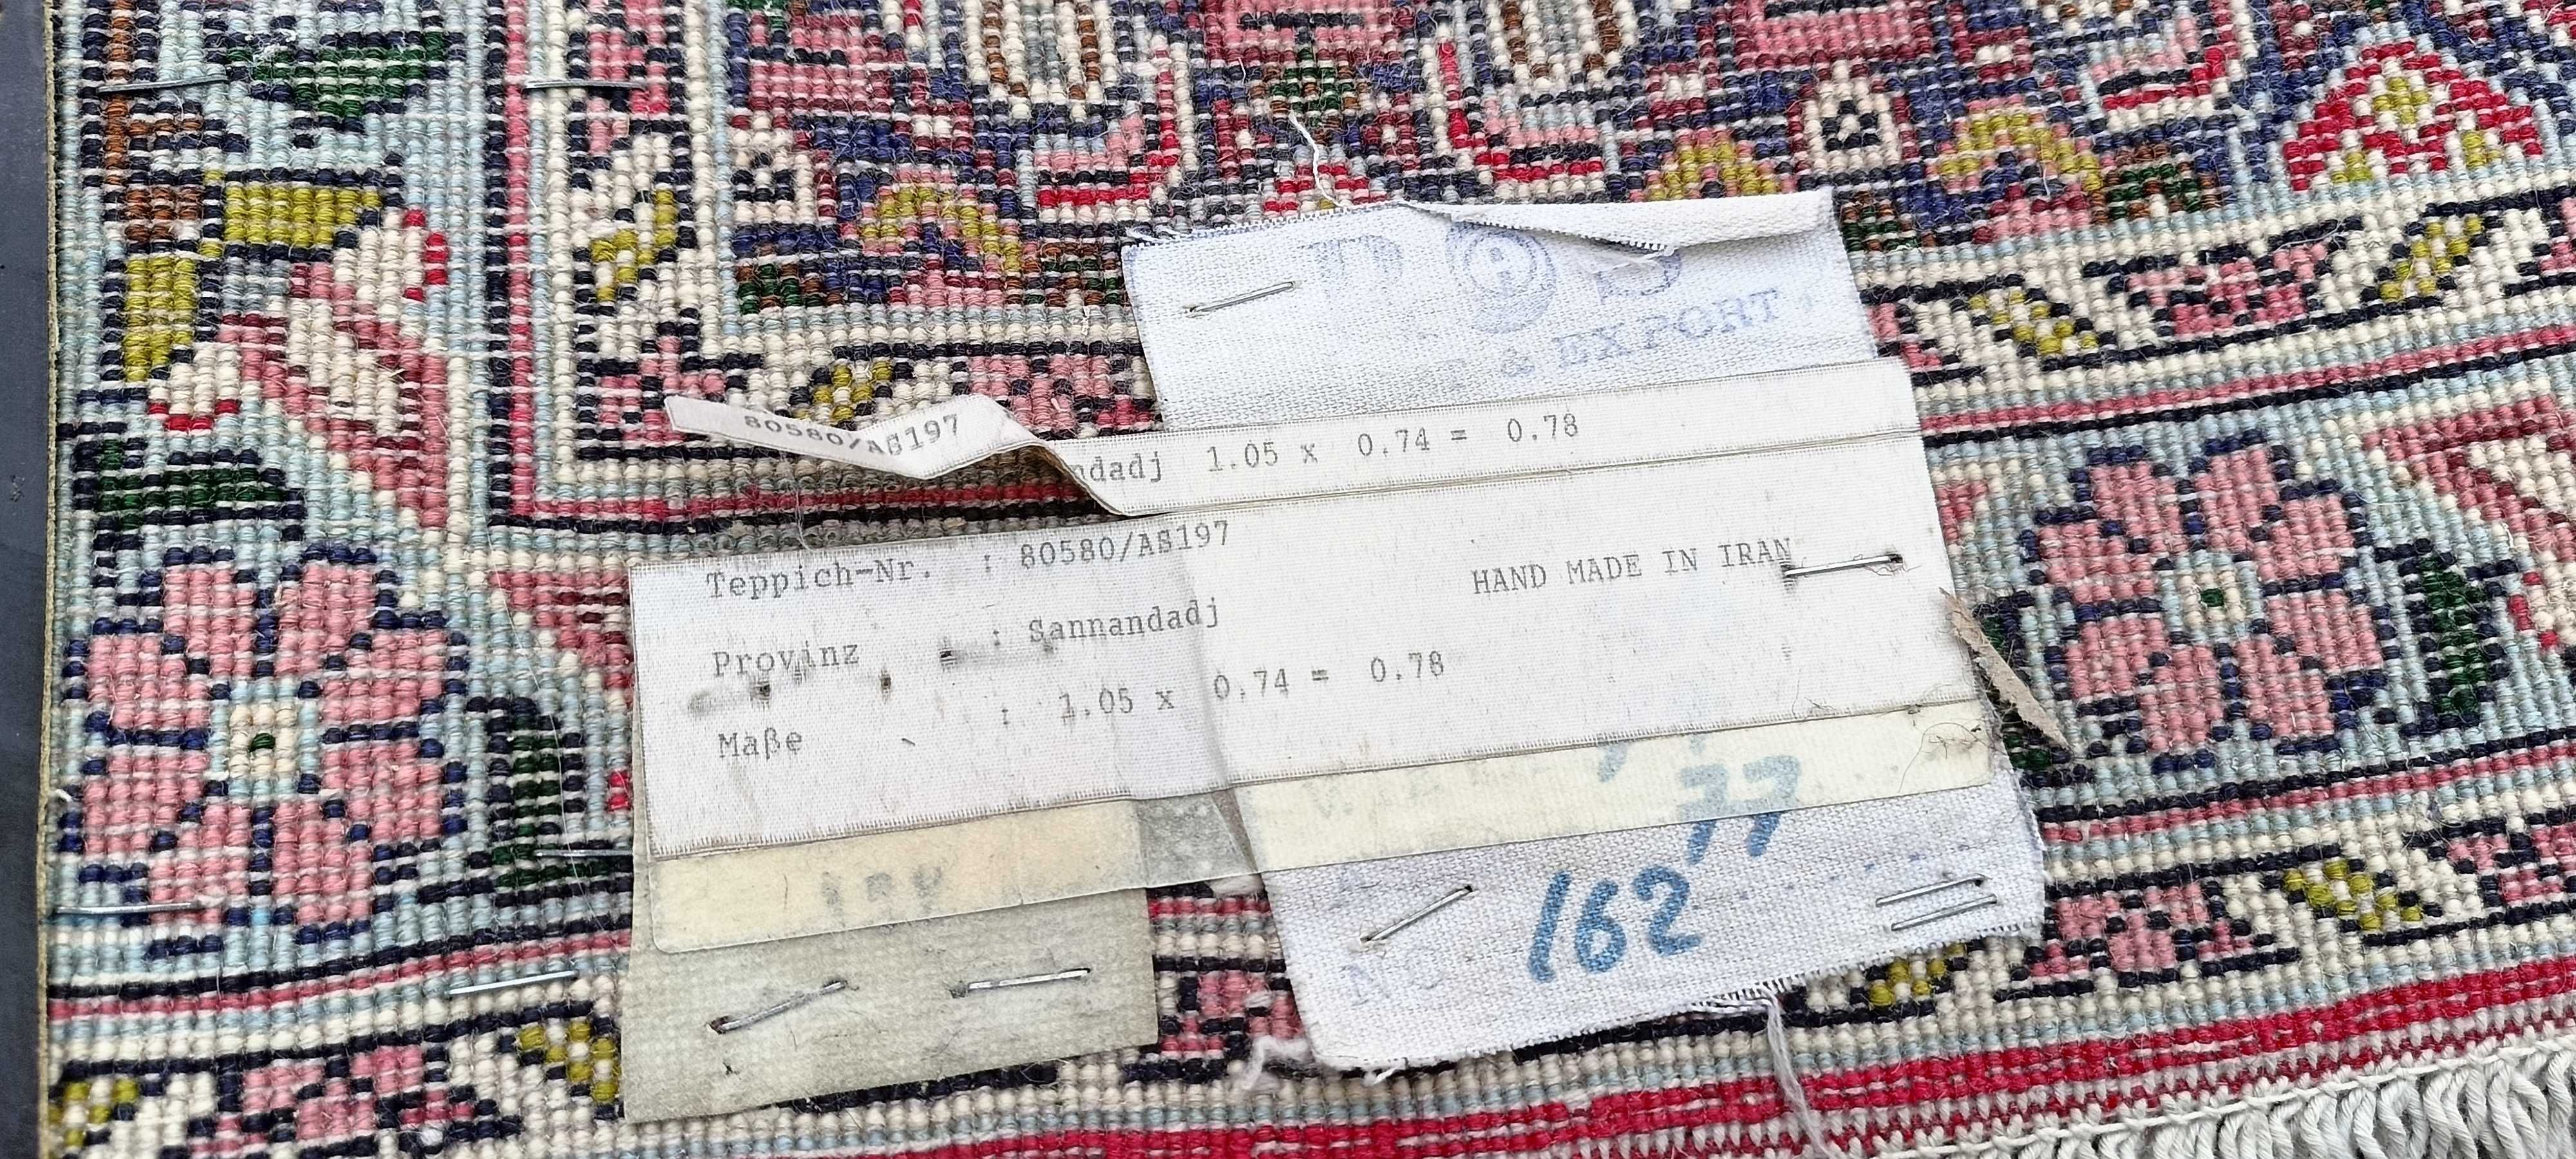 & EXPORT
80580/AS197
ndadj 1.05 x 0.74 = 0.78
Teppich-Nr. : 80580/AS197
HAND MADE IN IRAN
Provinz : Sannandadj
Maße : 1.05 x 0.74 = 0.78
77
162
No